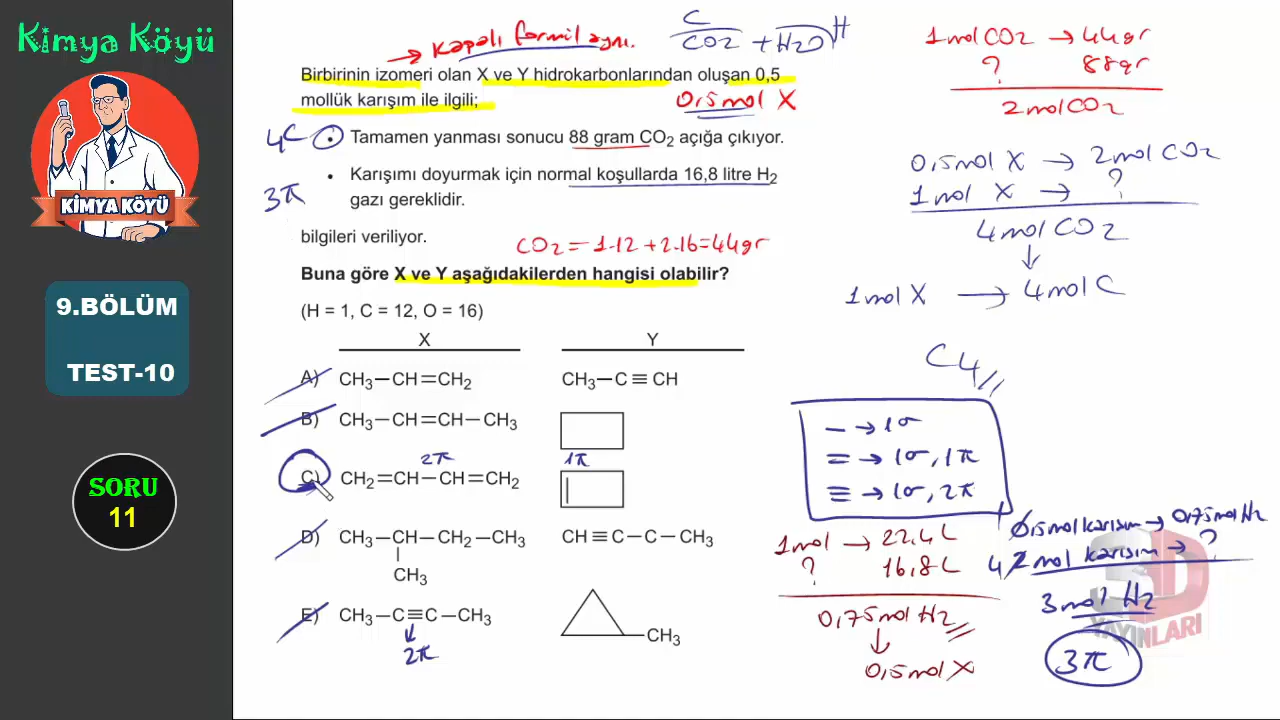 Kimya Köyü
KİMYA KÖYÜ
9.BÖLÜM
TEST-10
SORU
11
→ Kapalı formül aynı.
C
CO2 + H2O H
Birbirinin izomeri olan X ve Y hidrokarbonlarından oluşan 0,5
mollük karışım ile ilgili;
0,5mol X
4C • Tamamen yanması sonucu 88 gram CO2 açığa çıkıyor.
3π • Karışımı doyurmak için normal koşullarda 16,8 litre H2
gazı gereklidir.
bilgileri veriliyor.
CO2 = 1.12 + 2.16 = 44gr
Buna göre X ve Y aşağıdakilerden hangisi olabilir?
(H = 1, C = 12, O = 16)
X Y
A) CH3−CH=CH2 CH3−C≡CH
B) CH3−CH=CH−CH3
2π 1π
C) CH2=CH−CH=CH2
D) CH3−CH−CH2−CH3 CH≡C−C−CH3
CH3
E) CH3−C≡C−CH3 CH3
2π
1mol CO2 → 44gr
? 88gr
2mol CO2
0,5mol X → 2mol CO2
1mol X → ?
4mol CO2
↓
1mol X → 4mol C
C4//
− → 1σ
= → 1σ, 1π
≡ → 1σ, 2π
1mol → 22,4L
? 16,8L
0,75mol H2
↓
0,5mol X
0,5mol karışım → 0,75mol H2
mol karışım → ?
3mol H2
3π
3D
YAYINLARI